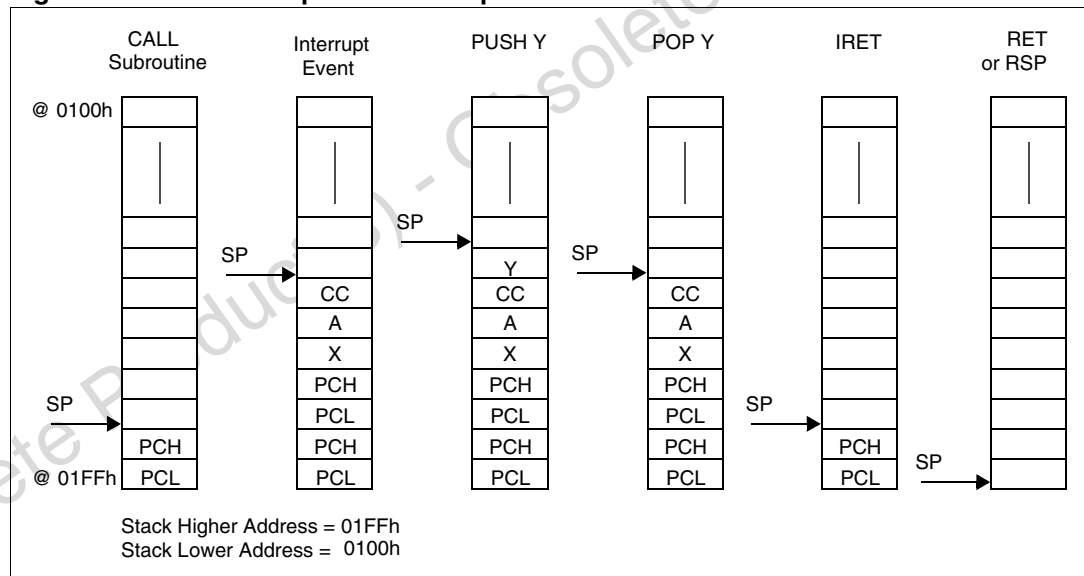 CALL
Subroutine
Interrupt
Event
PUSH Y
POP Y
IRET
RET
or RSP
@ 0100h
SP
SP
SP
Y
CC
CC
CC
A
A
A
X
X
X
PCH
PCH
PCH
SP
SP
PCL
PCL
PCL
PCH
PCH
PCH
PCH
PCH
SP
@ 01FFh
PCL
PCL
PCL
PCL
PCL
Stack Higher Address = 01FFh
Stack Lower Address = 0100h